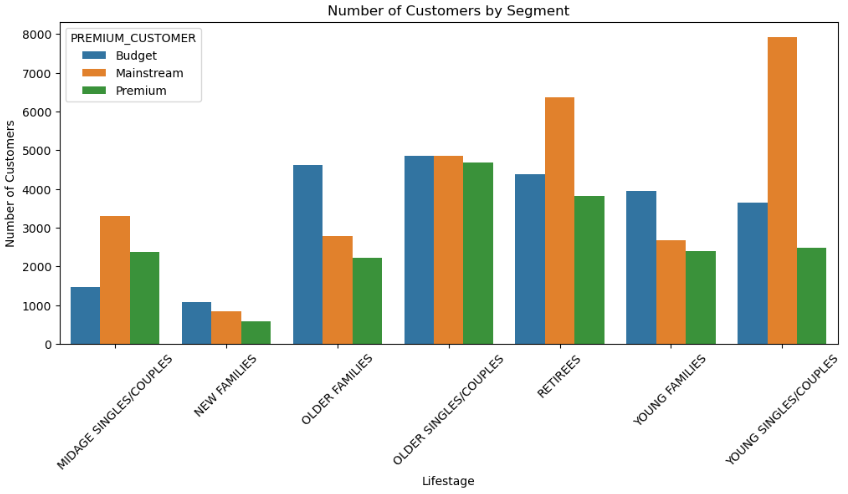 Number of Customers by Segment
PREMIUM_CUSTOMER
Budget
Mainstream
Premium
Number of Customers
8000
7000
6000
5000
4000
3000
2000
1000
0
MIDAGE SINGLES/COUPLES
NEW FAMILIES
OLDER FAMILIES
OLDER SINGLES/COUPLES
RETIREES
YOUNG FAMILIES
YOUNG SINGLES/COUPLES
Lifestage